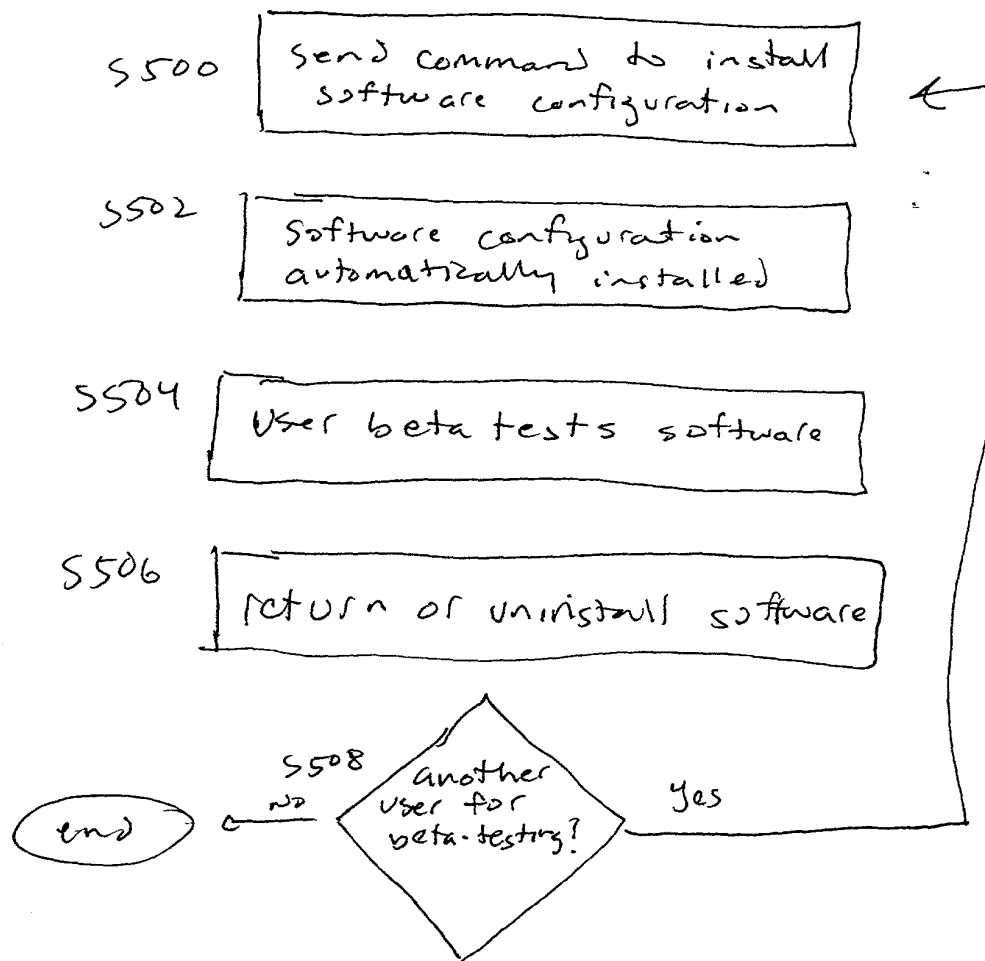 S500
Send command to install
software configuration
S502
Software configuration
automatically installed
S504
User beta tests software
S506
return or uninstall software
S508
another
user for
beta-testing?
No
Yes
end